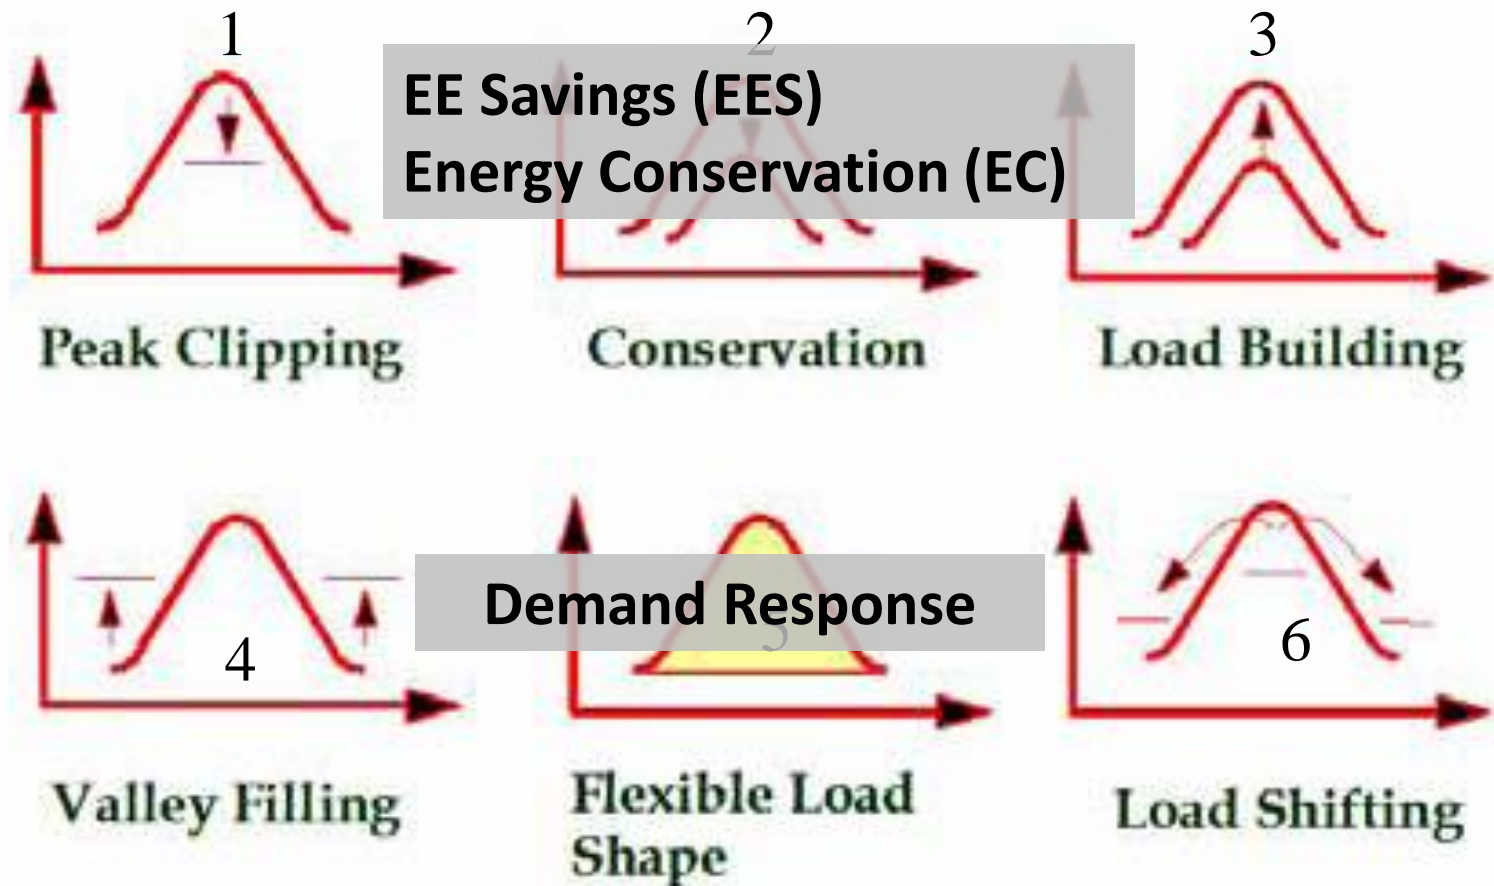 1
2
3
EE Savings (EES)
Energy Conservation (EC)
Peak Clipping
Conservation
Load Building
Demand Response
4
5
6
Valley Filling
Flexible Load
Shape
Load Shifting